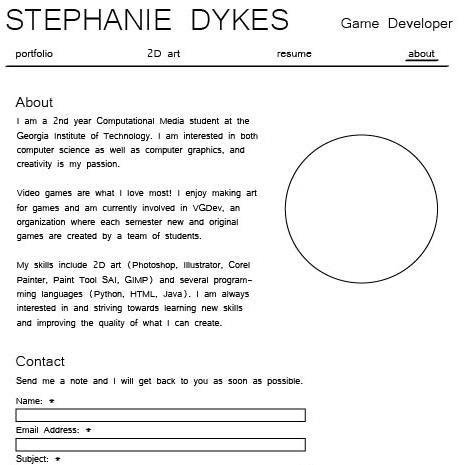 STEPHANIE DYKES
Game Developer
portfolio 2D art resume about
About
I am a 2nd year Computational Media student at the
Georgia Institute of Technology. I am interested in both
computer science as well as computer graphics, and
creativity is my passion.
Video games are what I love most! I enjoy making art
for games and am currently involved in VGDev, an
organization where each semester new and original
games are created by a team of students.
My skills include 2D art (Photoshop, Illustrator, Corel
Painter, Paint Tool SAI, GIMP) and several program-
ming languages (Python, HTML, Java). I am always
interested in and striving towards learning new skills
and improving the quality of what I can create.
Contact
Send me a note and I will get back to you as soon as possible.
Name: *
Email Address: *
Subject: *